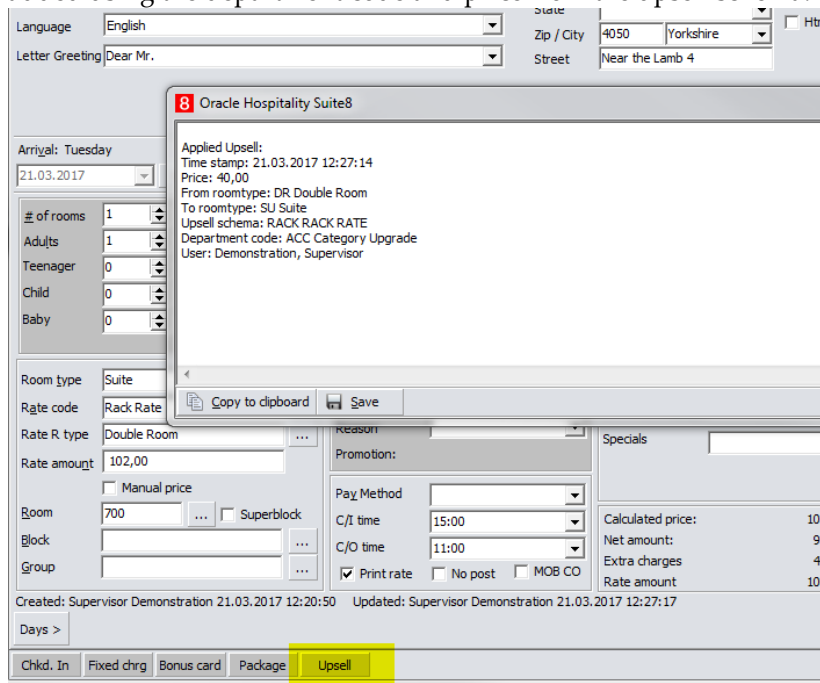 Language English
State
Htr
Zip / City 4050 Yorkshire
Letter Greeting Dear Mr.
Street Near the Lamb 4
8 Oracle Hospitality Suite8
Applied Upsell:
Time stamp: 21.03.2017 12:27:14
Price: 40,00
From roomtype: DR Double Room
To roomtype: SU Suite
Upsell schema: RACK RACK RATE
Department code: ACC Category Upgrade
User: Demonstration, Supervisor
Copy to clipboard Save
Arrival: Tuesday
21.03.2017
# of rooms 1
Adults 1
Teenager 0
Child 0
Baby 0
Room type Suite
Rate code Rack Rate
Rate R type Double Room ...
Rate amount 102,00
Manual price
Room 700 ... Superblock
Block ...
Group ...
Reason
Promotion:
Pay Method
C/I time 15:00
C/O time 11:00
Print rate No post MOB CO
Specials
Calculated price: 10
Net amount: 9
Extra charges 4
Rate amount 10
Created: Supervisor Demonstration 21.03.2017 12:20:50 Updated: Supervisor Demonstration 21.03.2017 12:27:17
Days >
Chkd. In Fixed chrg Bonus card Package Upsell